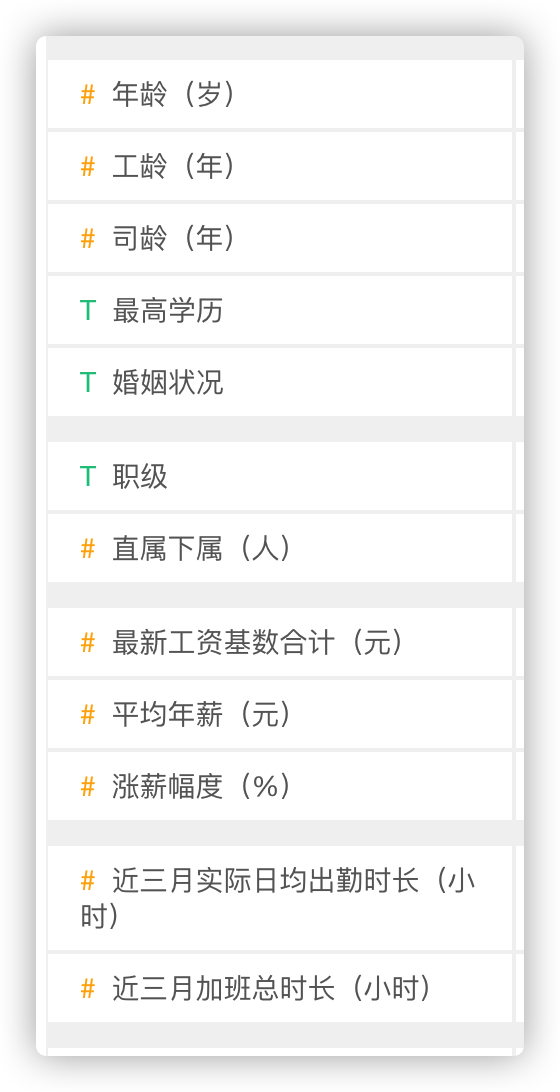 # 年龄（岁）
# 工龄（年）
# 司龄（年）
T 最高学历
T 婚姻状况
T 职级
# 直属下属（人）
# 最新工资基数合计（元）
# 平均年薪（元）
# 涨薪幅度（%）
# 近三月实际日均出勤时长（小
时）
# 近三月加班总时长（小时）